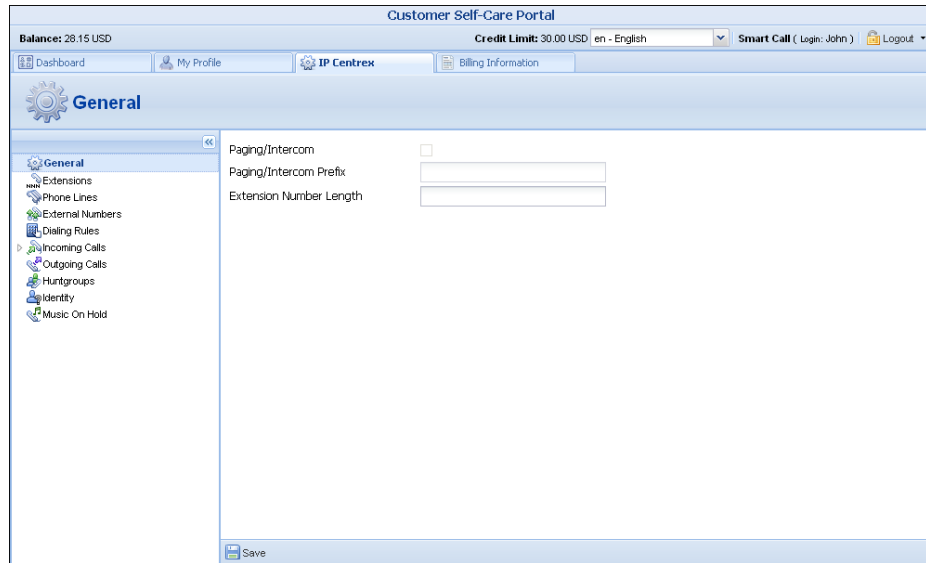 Customer Self-Care Portal
Balance: 28.15 USD Credit Limit: 30.00 USD en - English Smart Call ( Login: John ) Logout
Dashboard My Profile IP Centrex Billing Information
General
General
Extensions
Phone Lines
External Numbers
Dialing Rules
Incoming Calls
Outgoing Calls
Huntgroups
Identity
Music On Hold
Paging/Intercom
Paging/Intercom Prefix
Extension Number Length
Save